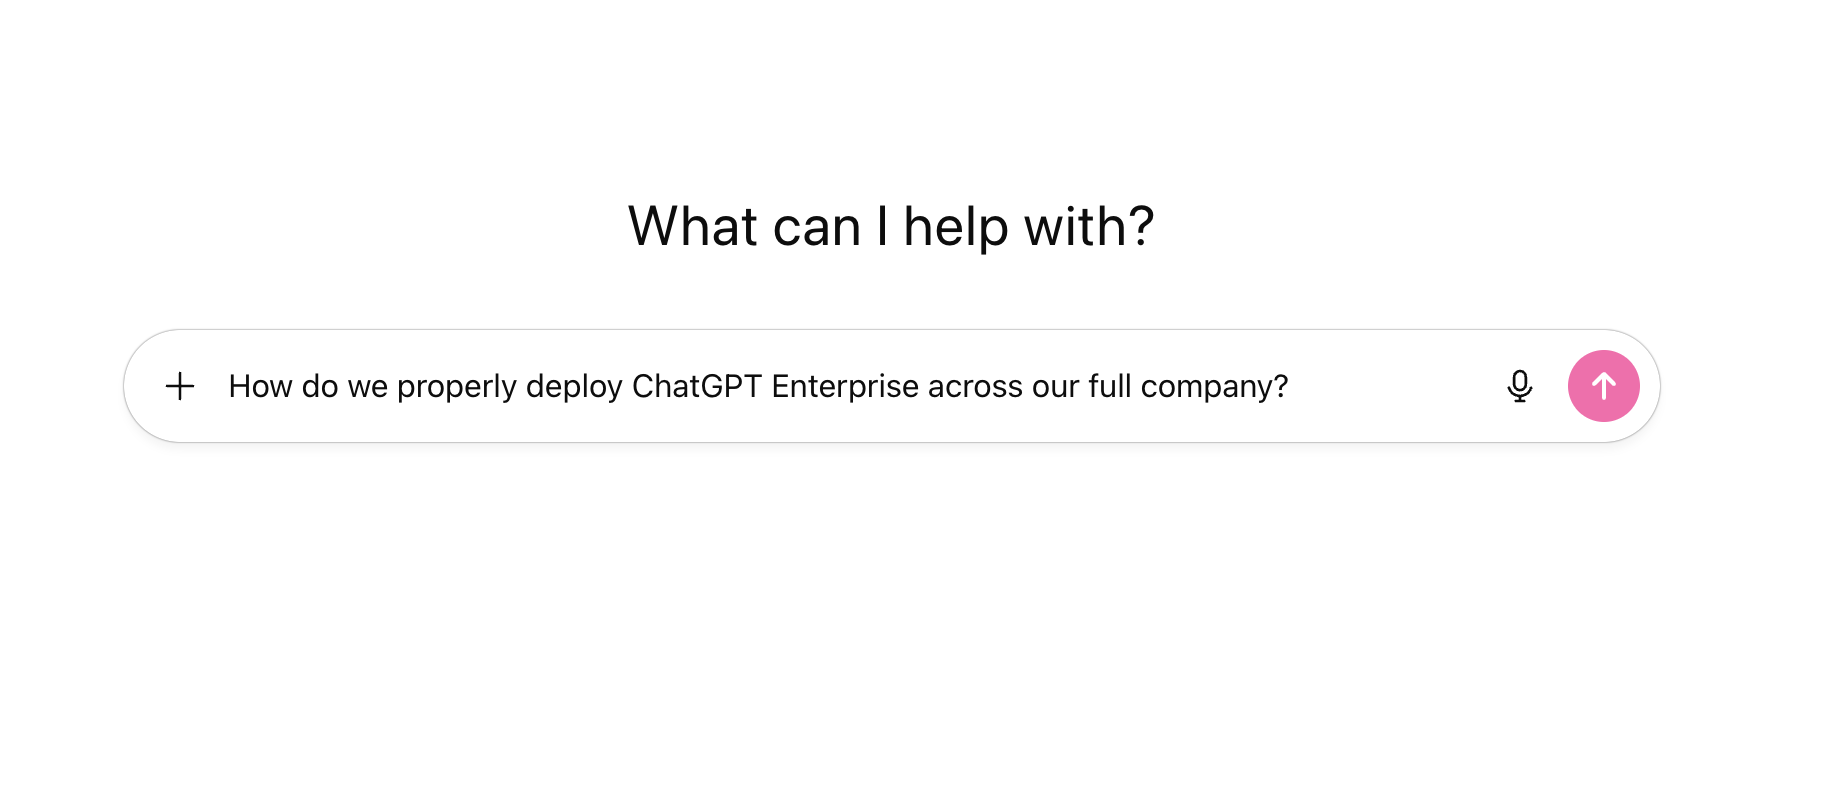 What can I help with?
How do we properly deploy ChatGPT Enterprise across our full company?